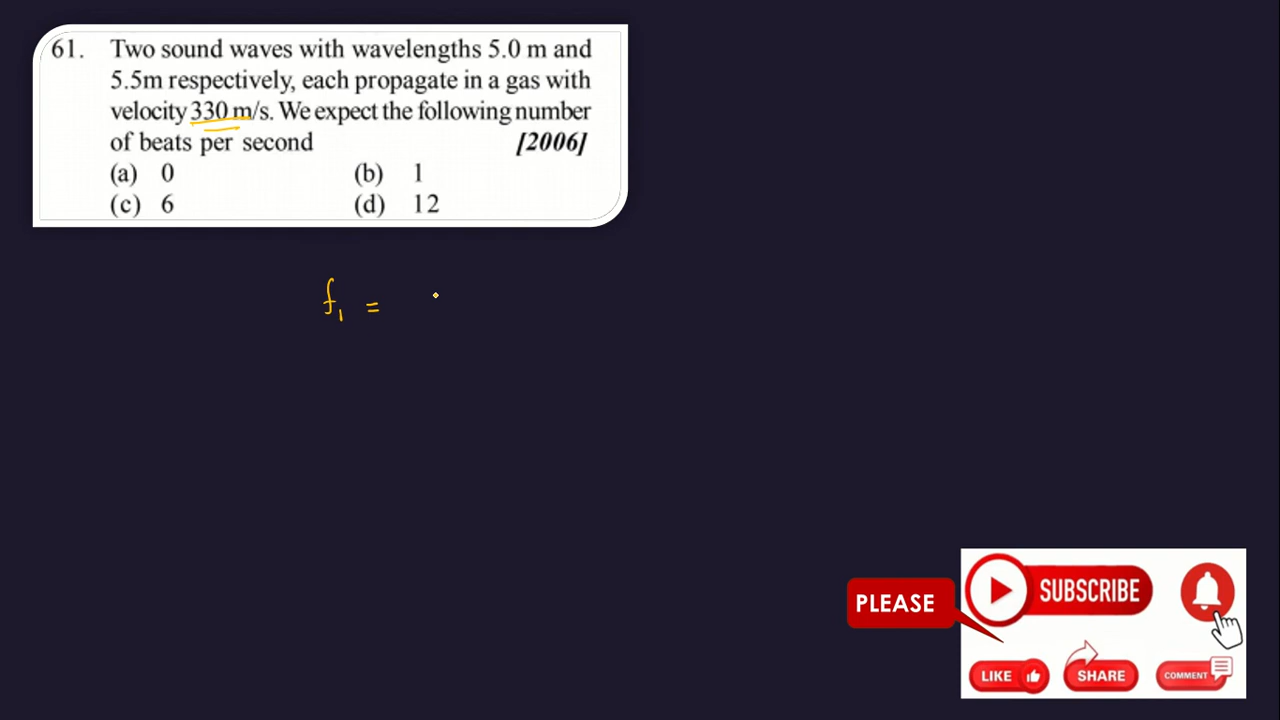 61. Two sound waves with wavelengths 5.0 m and
5.5m respectively, each propagate in a gas with
velocity 330 m/s. We expect the following number
of beats per second [2006]
(a) 0 (b) 1
(c) 6 (d) 12
f₁ =
PLEASE
SUBSCRIBE
LIKE SHARE COMMENT